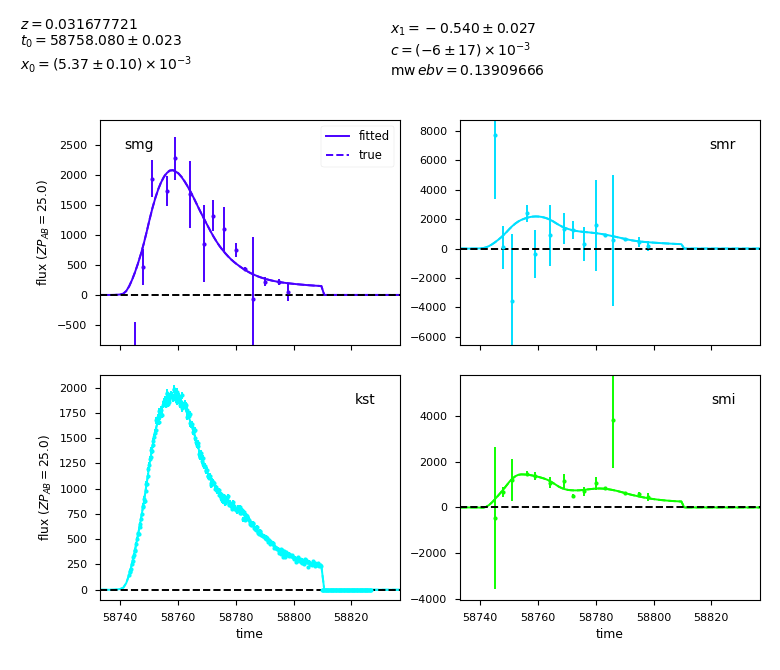 z = 0.031677721
t₀ = 58758.080 ± 0.023
x₀ = (5.37 ± 0.10) × 10⁻³
x₁ = −0.540 ± 0.027
c = (−6 ± 17) × 10⁻³
mw ebv = 0.13909666
smg
fitted
true
2500
2000
1500
1000
500
0
−500
flux (ZP_AB = 25.0)
smr
8000
6000
4000
2000
0
−2000
−4000
−6000
kst
2000
1750
1500
1250
1000
750
500
250
0
flux (ZP_AB = 25.0)
58740 58760 58780 58800 58820
time
smi
4000
2000
0
−2000
−4000
58740 58760 58780 58800 58820
time